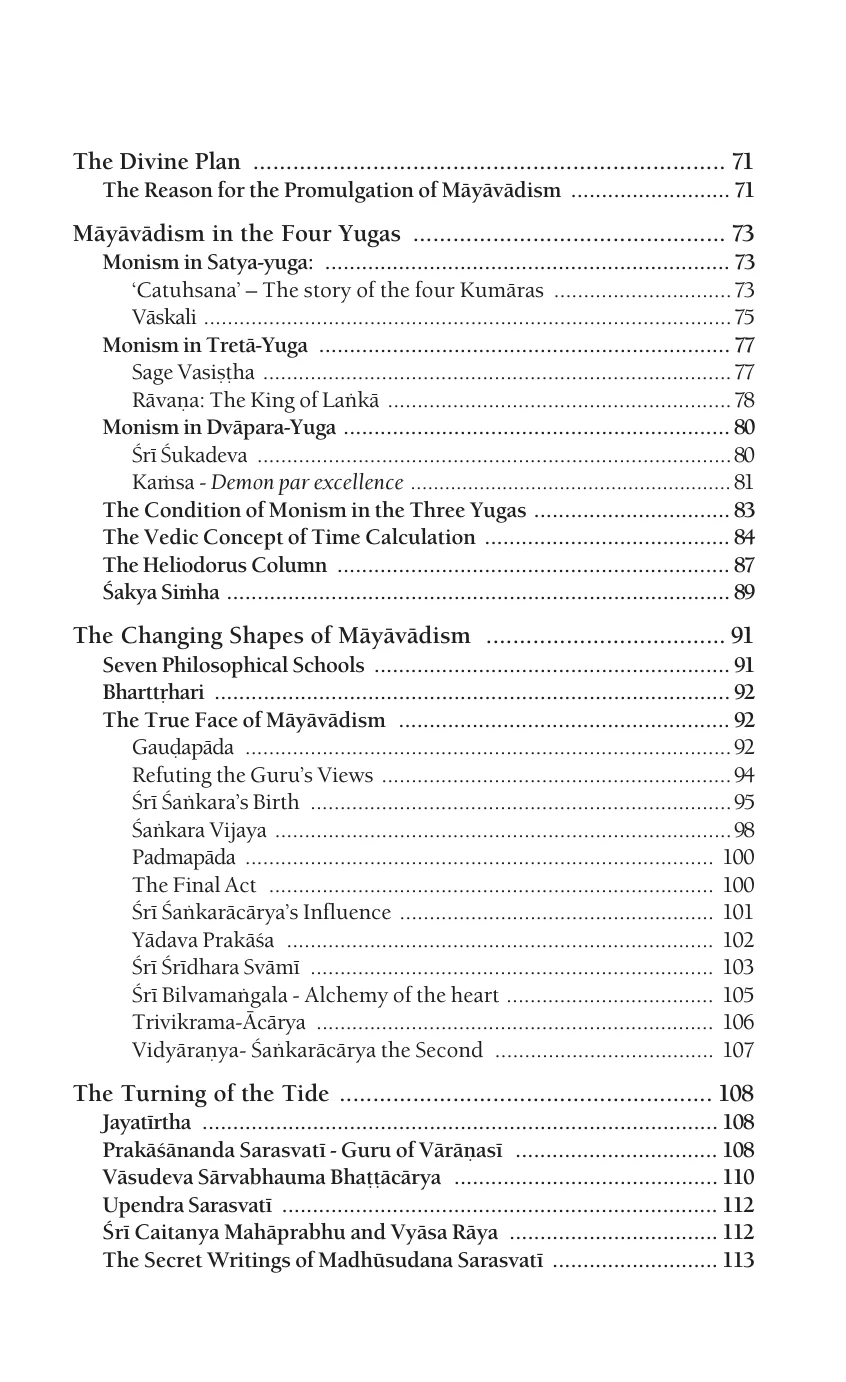 The Divine Plan ........................................................................ 71
The Reason for the Promulgation of Māyāvādism .......................... 71
Māyāvādism in the Four Yugas ............................................... 73
Monism in Satya-yuga: .................................................................. 73
‘Catuhsana’ – The story of the four Kumāras ..............................73
Vāskali .........................................................................................75
Monism in Tretā-Yuga ................................................................... 77
Sage Vasiṣṭha ...............................................................................77
Rāvaṇa: The King of Laṅkā ..........................................................78
Monism in Dvāpara-Yuga ............................................................... 80
Śrī Śukadeva ................................................................................80
Kaṁsa - Demon par excellence ........................................................81
The Condition of Monism in the Three Yugas ................................ 83
The Vedic Concept of Time Calculation ........................................ 84
The Heliodorus Column ................................................................ 87
Śakya Siṁha .................................................................................. 89
The Changing Shapes of Māyāvādism .................................... 91
Seven Philosophical Schools .......................................................... 91
Bharttṛhari .................................................................................... 92
The True Face of Māyāvādism ...................................................... 92
Gauḍapāda ..................................................................................92
Refuting the Guru’s Views ...........................................................94
Śrī Śaṅkara’s Birth .......................................................................95
Śaṅkara Vijaya .............................................................................98
Padmapāda ............................................................................... 100
The Final Act ........................................................................... 100
Śrī Śaṅkarācārya’s Influence ..................................................... 101
Yādava Prakāśa ........................................................................ 102
Śrī Śrīdhara Svāmī .................................................................... 103
Śrī Bilvamaṅgala - Alchemy of the heart ................................... 105
Trivikrama-Ācārya ................................................................... 106
Vidyāraṇya- Śaṅkarācārya the Second ..................................... 107
The Turning of the Tide ........................................................ 108
Jayatīrtha ..................................................................................... 108
Prakāśānanda Sarasvatī - Guru of Vārāṇasī ................................. 108
Vāsudeva Sārvabhauma Bhaṭṭācārya ........................................... 110
Upendra Sarasvatī ....................................................................... 112
Śrī Caitanya Mahāprabhu and Vyāsa Rāya .................................. 112
The Secret Writings of Madhūsudana Sarasvatī ........................... 113